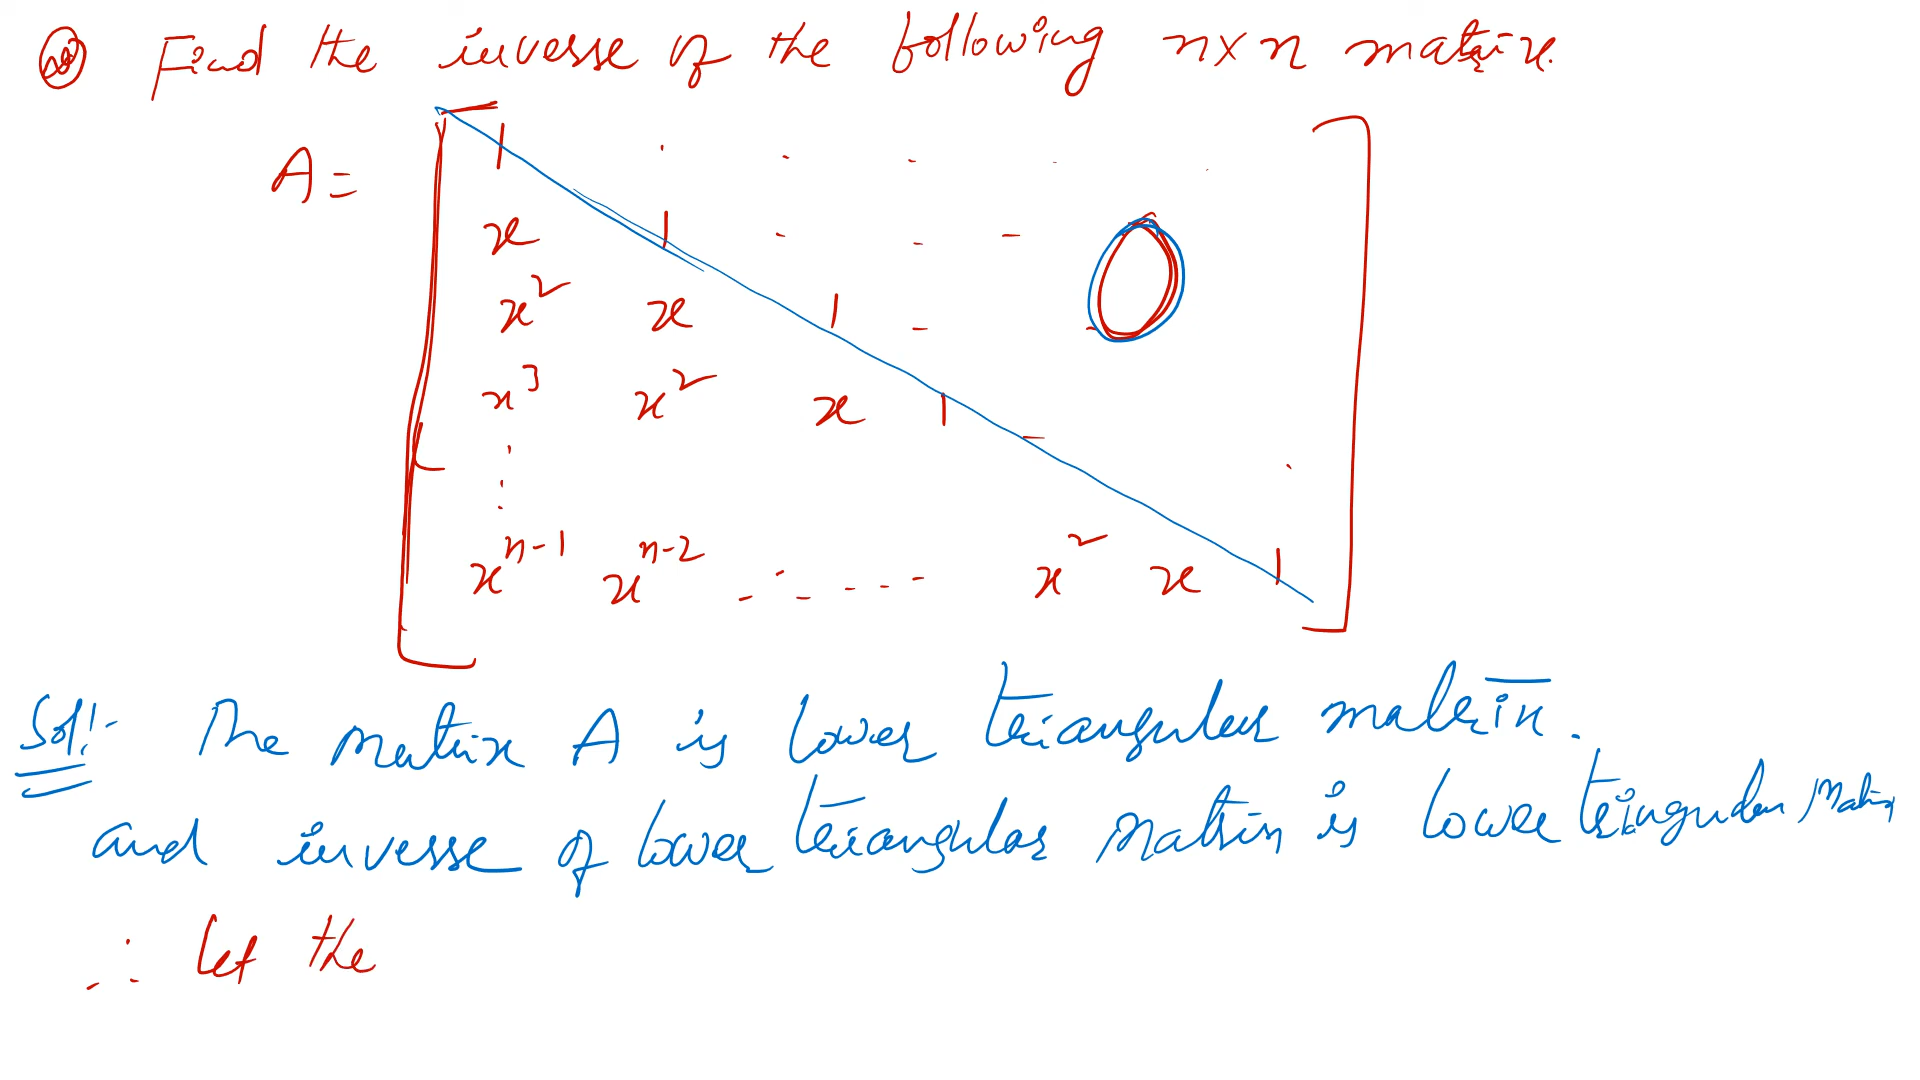 Find the inverse of the following n×n matrix.
A =
1 . . . . .
x 1 . . -
x² x 1 - - 0
x³ x² x 1 - .
⋮
xⁿ⁻¹ xⁿ⁻² . . . . . . x² x 1
Sol:- The matrix A is lower triangular matrix.
and inverse of lower triangular matrix is lower triangular matrix
∴ let the